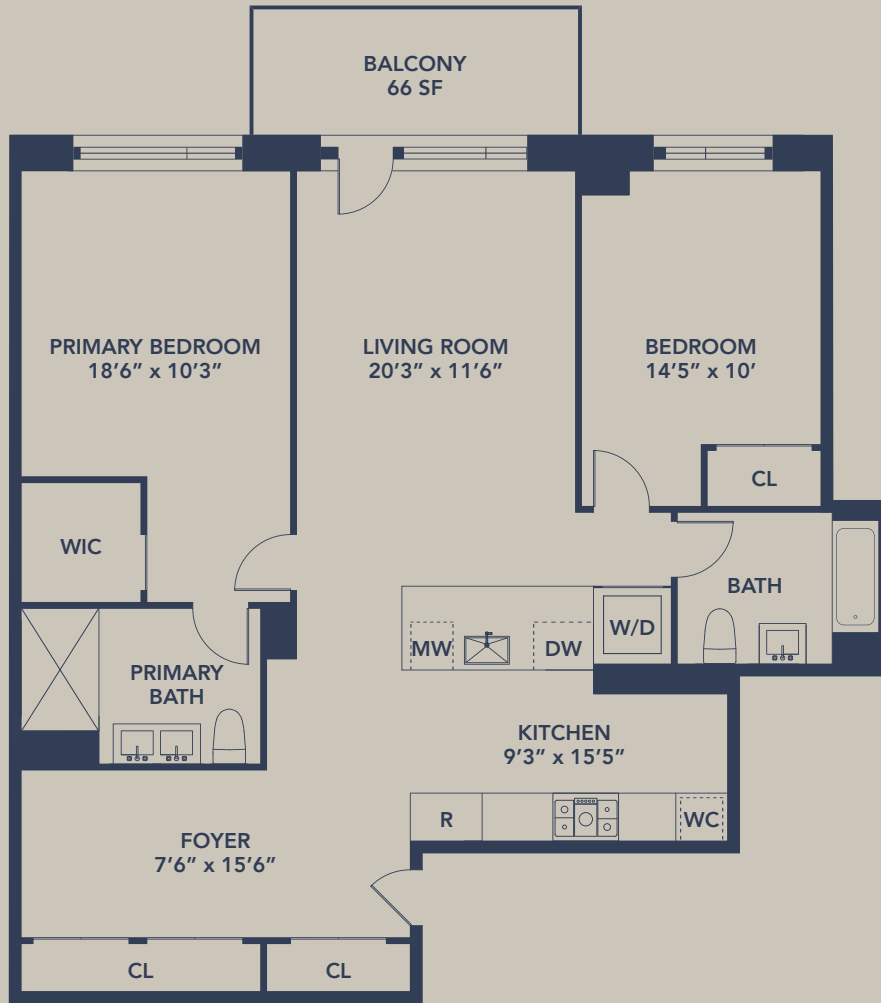 BALCONY
66 SF
PRIMARY BEDROOM
18’6” x 10’3”
LIVING ROOM
20’3” x 11’6”
BEDROOM
14’5” x 10’
CL
WIC
BATH
W/D
MW
DW
PRIMARY
BATH
KITCHEN
9’3” x 15’5”
R
WC
FOYER
7’6” x 15’6”
CL
CL